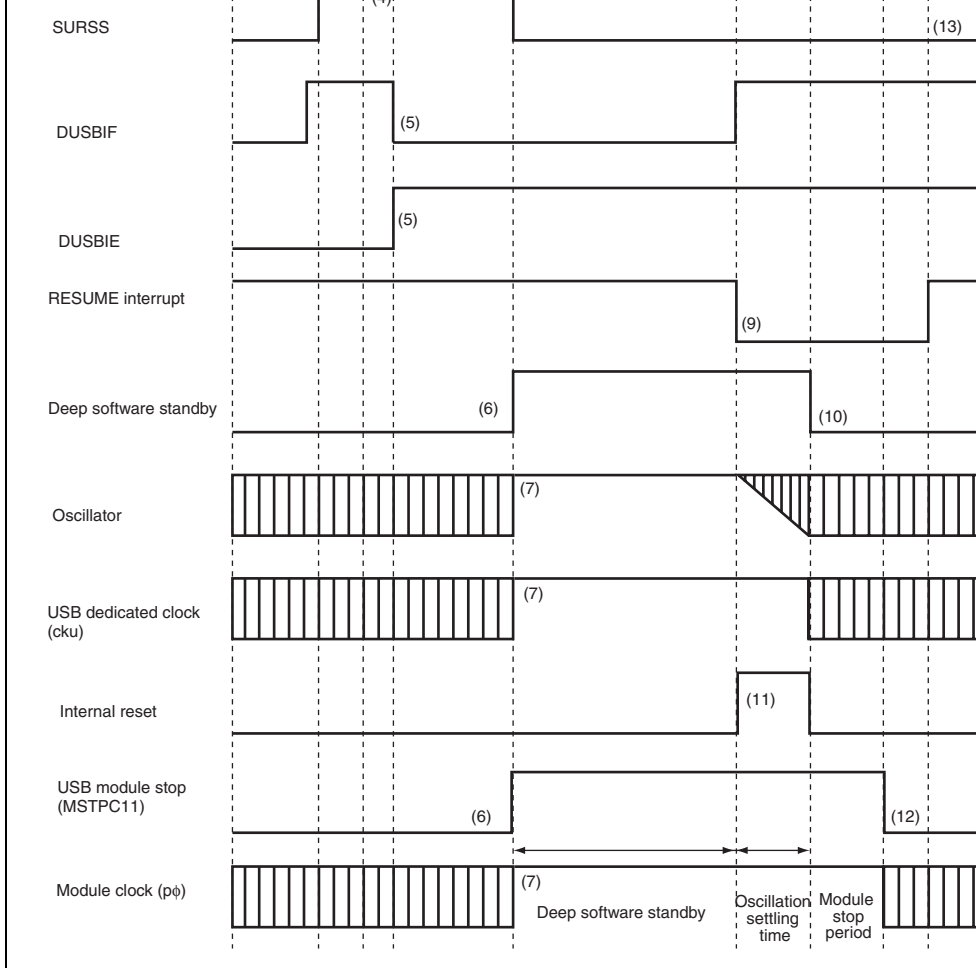 (4)
SURSS
(13)
DUSBIF
(5)
DUSBIE
(5)
RESUME interrupt
(9)
Deep software standby
(6)
(10)
Oscillator
(7)
USB dedicated clock
(cku)
(7)
Internal reset
(11)
USB module stop
(MSTPC11)
(6)
(12)
Module clock (pϕ)
(7)
Deep software standby
Oscillation
settling
time
Module
stop
period